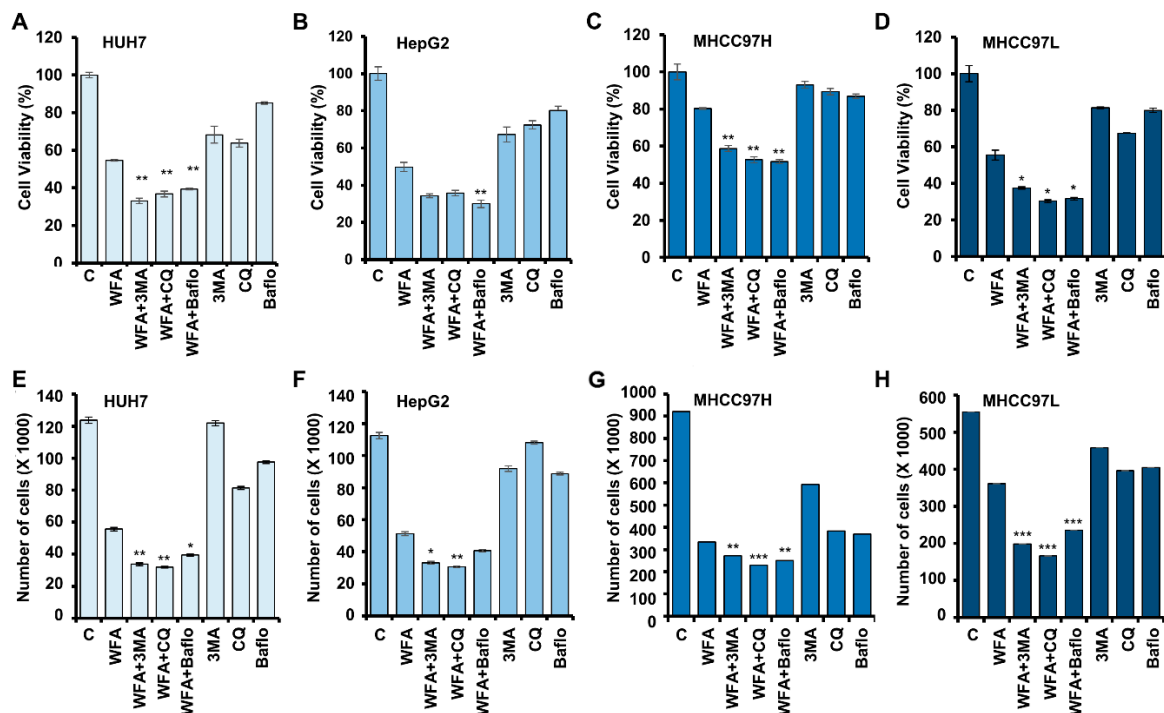 A
HUH7
Cell Viability (%)
120
100
80
60
40
20
0
**
**
**
C
WFA
WFA+3MA
WFA+CQ
WFA+Baflo
3MA
CQ
Baflo
B
HepG2
Cell Viability (%)
120
100
80
60
40
20
0
**
C
WFA
WFA+3MA
WFA+CQ
WFA+Baflo
3MA
CQ
Baflo
C
MHCC97H
Cell Viability (%)
120
100
80
60
40
20
0
**
**
**
C
WFA
WFA+3MA
WFA+CQ
WFA+Baflo
3MA
CQ
Baflo
D
MHCC97L
Cell Viability (%)
120
100
80
60
40
20
0
*
*
*
C
WFA
WFA+3MA
WFA+CQ
WFA+Baflo
3MA
CQ
Baflo
E
HUH7
Number of cells (X 1000)
140
120
100
80
60
40
20
0
**
**
*
C
WFA
WFA+3MA
WFA+CQ
WFA+Baflo
3MA
CQ
Baflo
F
HepG2
Number of cells (X 1000)
140
120
100
80
60
40
20
0
*
**
C
WFA
WFA+3MA
WFA+CQ
WFA+Baflo
3MA
CQ
Baflo
G
MHCC97H
Number of cells (X 1000)
1000
900
800
700
600
500
400
300
200
100
0
**
***
**
C
WFA
WFA+3MA
WFA+CQ
WFA+Baflo
3MA
CQ
Baflo
H
MHCC97L
Number of cells (X 1000)
600
500
400
300
200
100
0
***
***
***
C
WFA
WFA+3MA
WFA+CQ
WFA+Baflo
3MA
CQ
Baflo